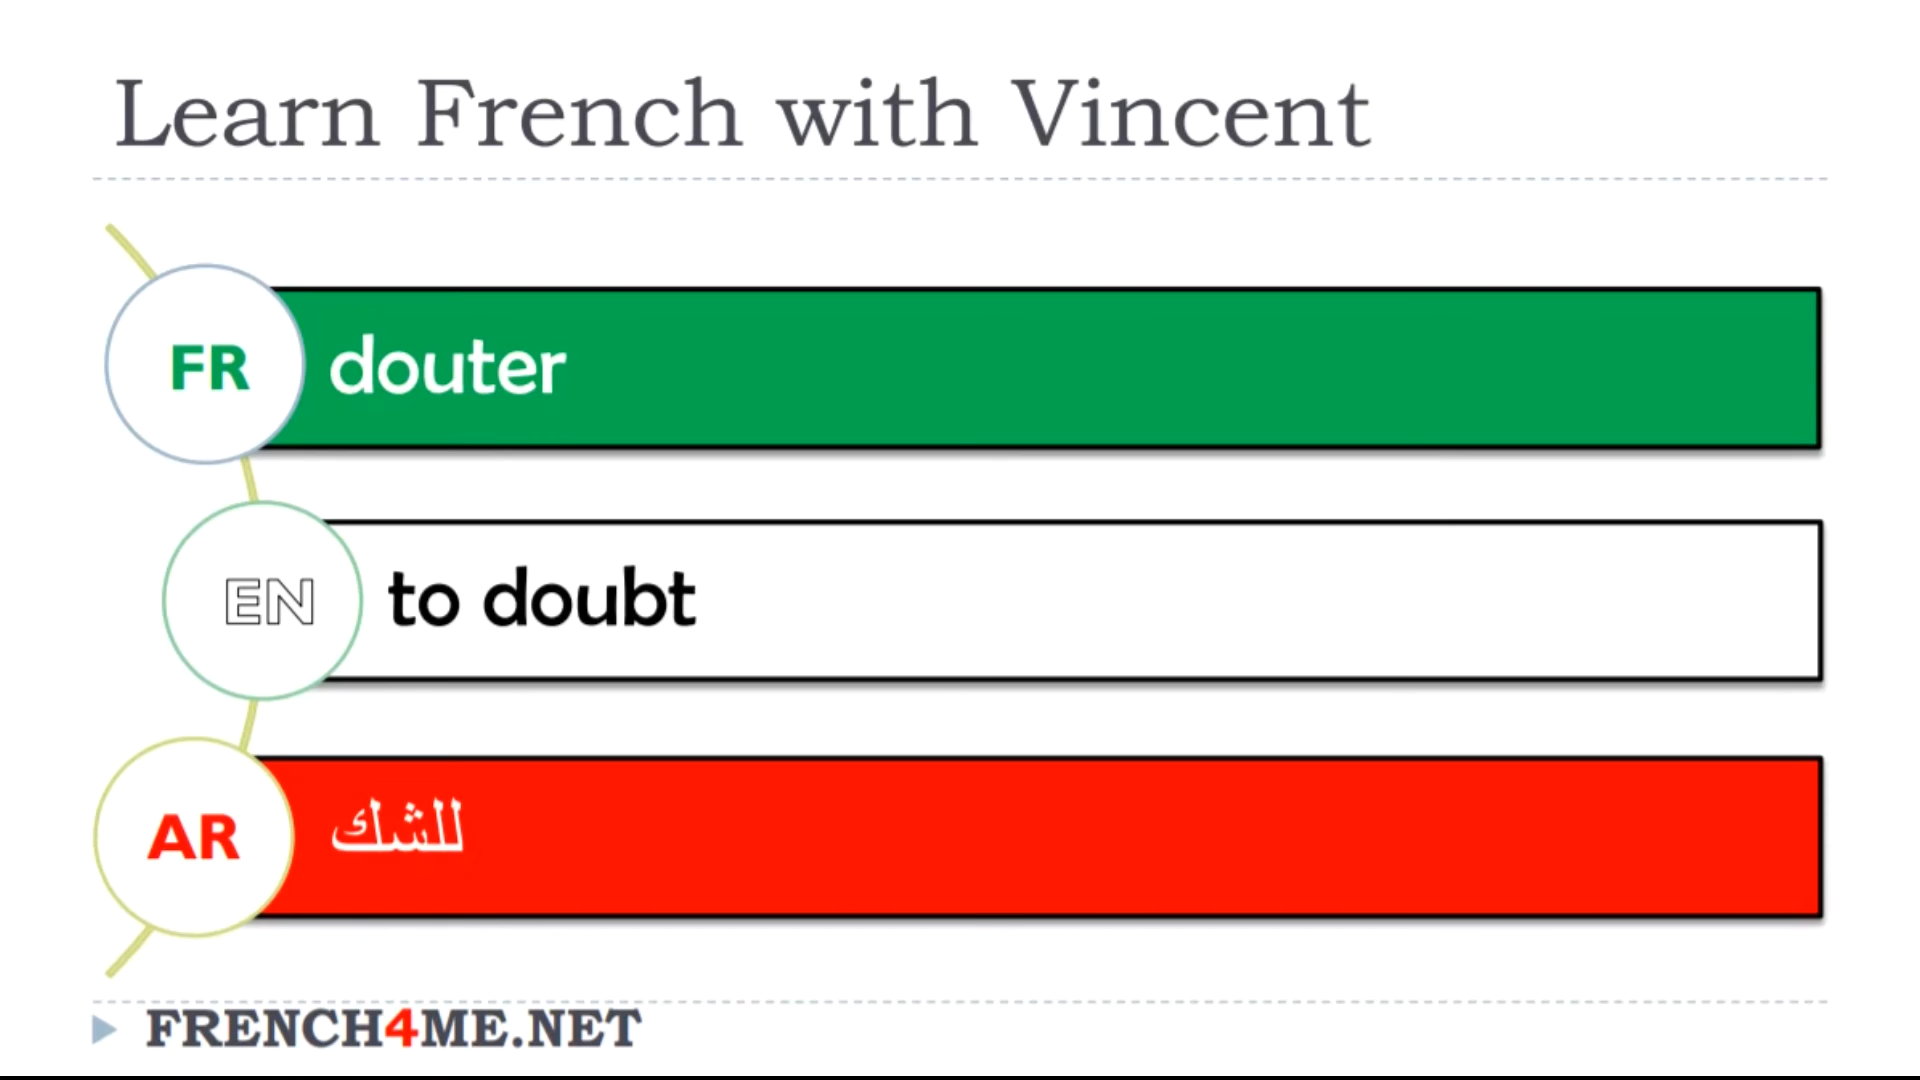 Learn French with Vincent
FR douter
EN to doubt
AR للشك
FRENCH4ME.NET